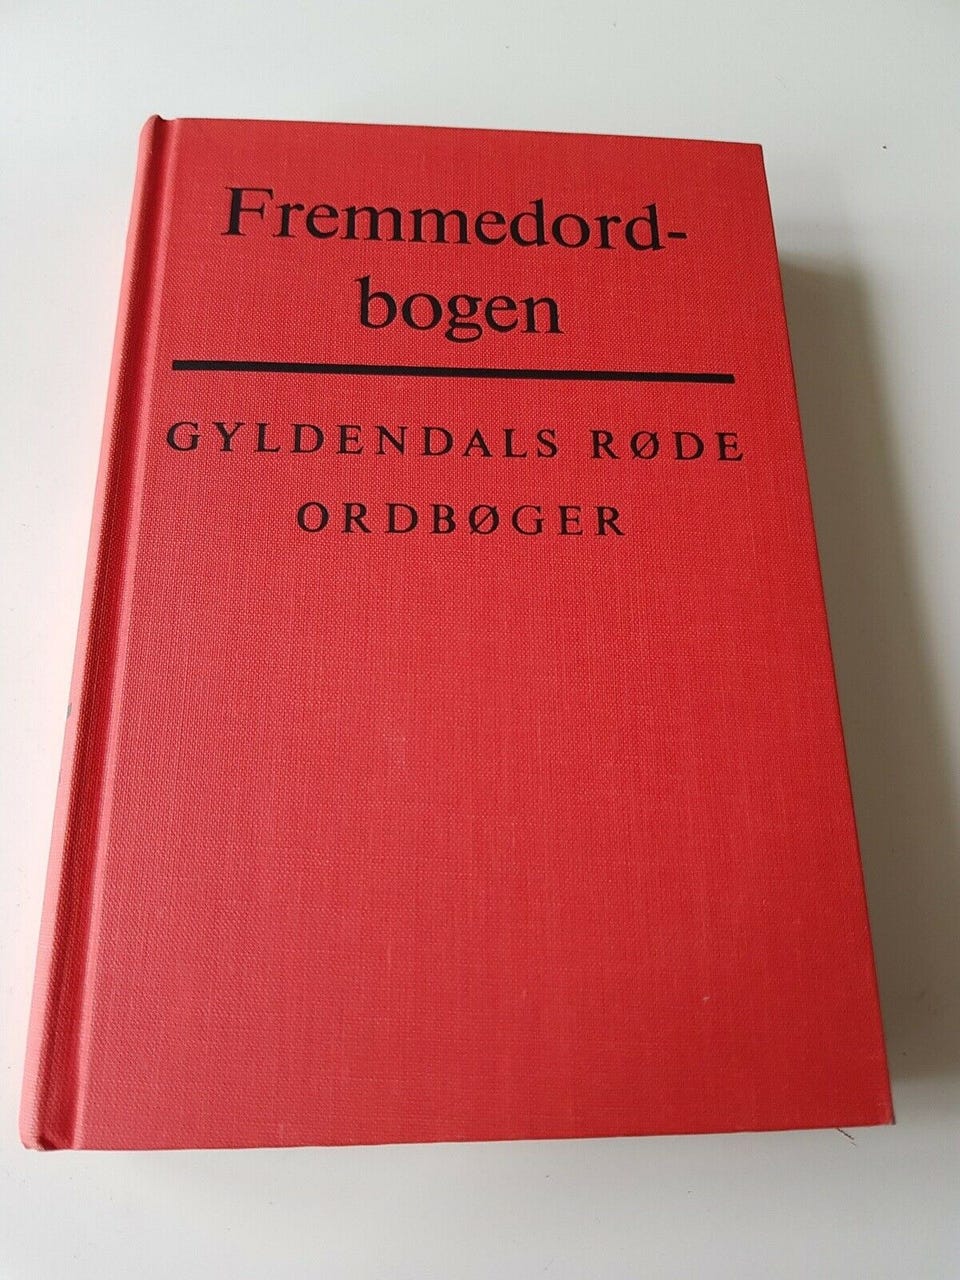 Fremmedord-
bogen
GYLDENDALS RØDE
ORDBØGER